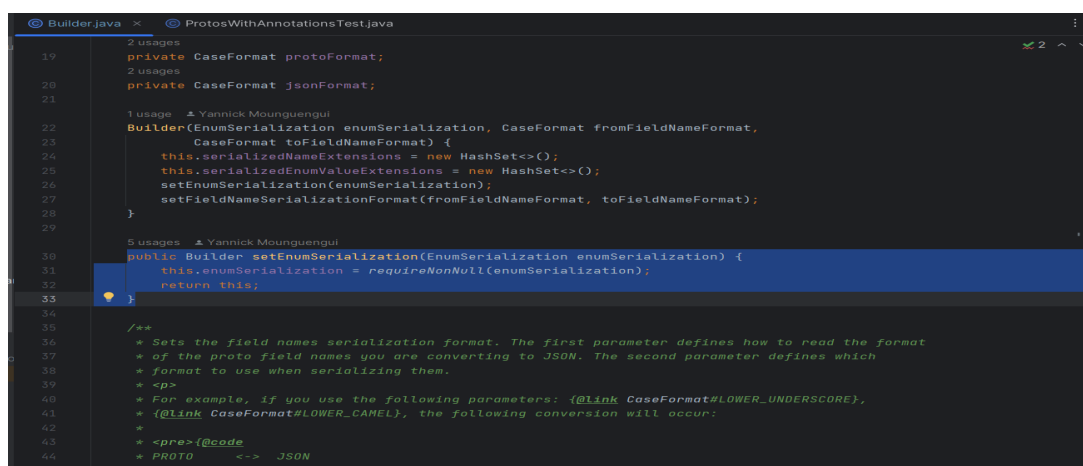 Builder.java × ProtosWithAnnotationsTest.java
2 usages
2
19 private CaseFormat protoFormat;
2 usages
20 private CaseFormat jsonFormat;
21
1 usage Yannick Mounguengui
22 Builder(EnumSerialization enumSerialization, CaseFormat fromFieldNameFormat,
23 CaseFormat toFieldNameFormat) {
24 this.serializedNameExtensions = new HashSet<>();
25 this.serializedEnumValueExtensions = new HashSet<>();
26 setEnumSerialization(enumSerialization);
27 setFieldNameSerializationFormat(fromFieldNameFormat, toFieldNameFormat);
28 }
29
5 usages Yannick Mounguengui
30 public Builder setEnumSerialization(EnumSerialization enumSerialization) {
31 this.enumSerialization = requireNonNull(enumSerialization);
32 return this;
33 }
34
35 /**
36 * Sets the field names serialization format. The first parameter defines how to read the format
37 * of the proto field names you are converting to JSON. The second parameter defines which
38 * format to use when serializing them.
39 * <p>
40 * For example, if you use the following parameters: {@link CaseFormat#LOWER_UNDERSCORE},
41 * {@link CaseFormat#LOWER_CAMEL}, the following conversion will occur:
42 *
43 * <pre>{@code
44 * PROTO <-> JSON